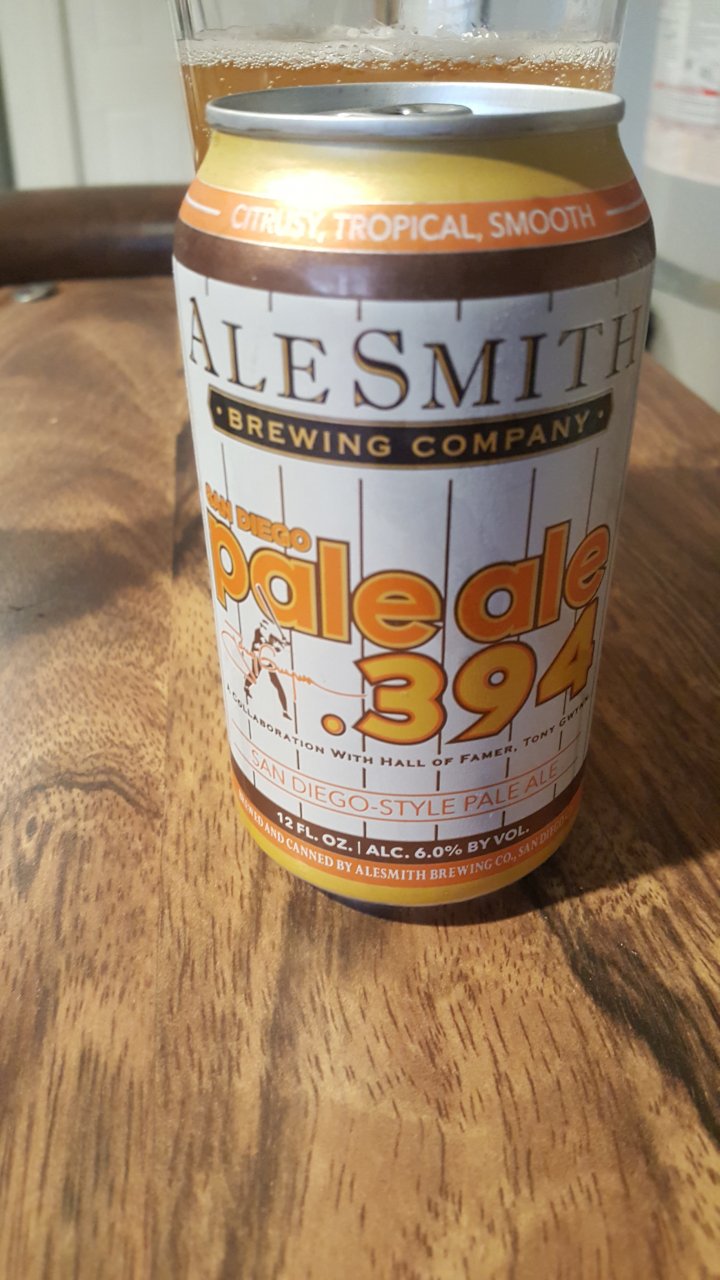 CITRUSY, TROPICAL, SMOOTH
ALESMITH
· BREWING COMPANY ·
SAN DIEGO
pale ale
.394
A COLLABORATION WITH HALL OF FAMER, TONY GWYNN
SAN DIEGO-STYLE PALE ALE
12 FL. OZ. | ALC. 6.0% BY VOL.
BREWED AND CANNED BY ALESMITH BREWING CO., SAN DIEGO